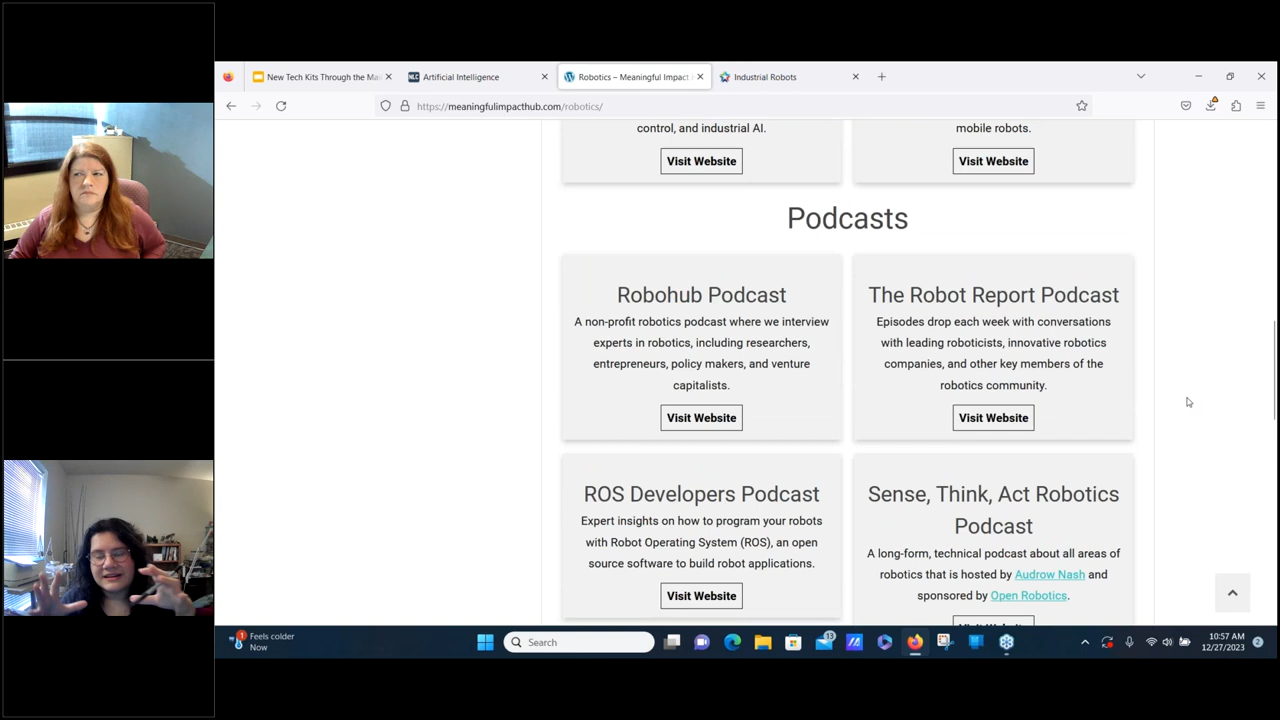 New Tech Kits Through the Mai
NLC
Artificial Intelligence
Robotics – Meaningful Impact
Industrial Robots
https://meaningfulimpacthub.com/robotics/
control, and industrial AI.
Visit Website
mobile robots.
Visit Website
Podcasts
Robohub Podcast
A non-profit robotics podcast where we interview
experts in robotics, including researchers,
entrepreneurs, policy makers, and venture
capitalists.
Visit Website
The Robot Report Podcast
Episodes drop each week with conversations
with leading roboticists, innovative robotics
companies, and other key members of the
robotics community.
Visit Website
ROS Developers Podcast
Expert insights on how to program your robots
with Robot Operating System (ROS), an open
source software to build robot applications.
Visit Website
Sense, Think, Act Robotics
Podcast
A long-form, technical podcast about all areas of
robotics that is hosted by Audrow Nash and
sponsored by Open Robotics.
Visit Website
1
Feels colder
Now
Search
13
10:57 AM
12/27/2023
2